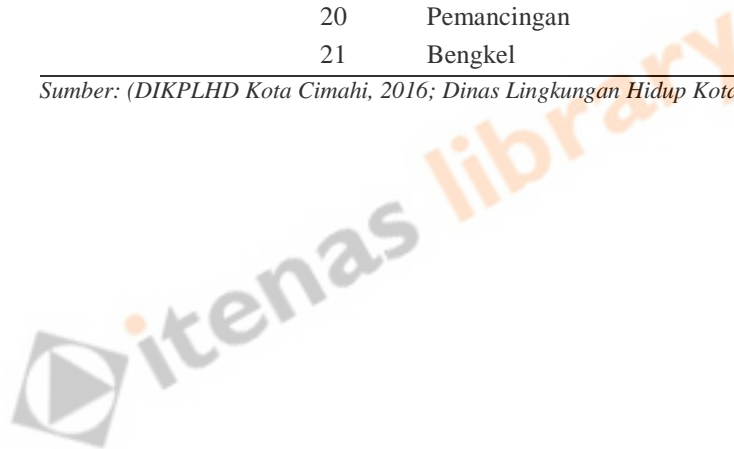 20 Pemancingan
21 Bengkel
Sumber: (DIKPLHD Kota Cimahi, 2016; Dinas Lingkungan Hidup Kota
itenas library